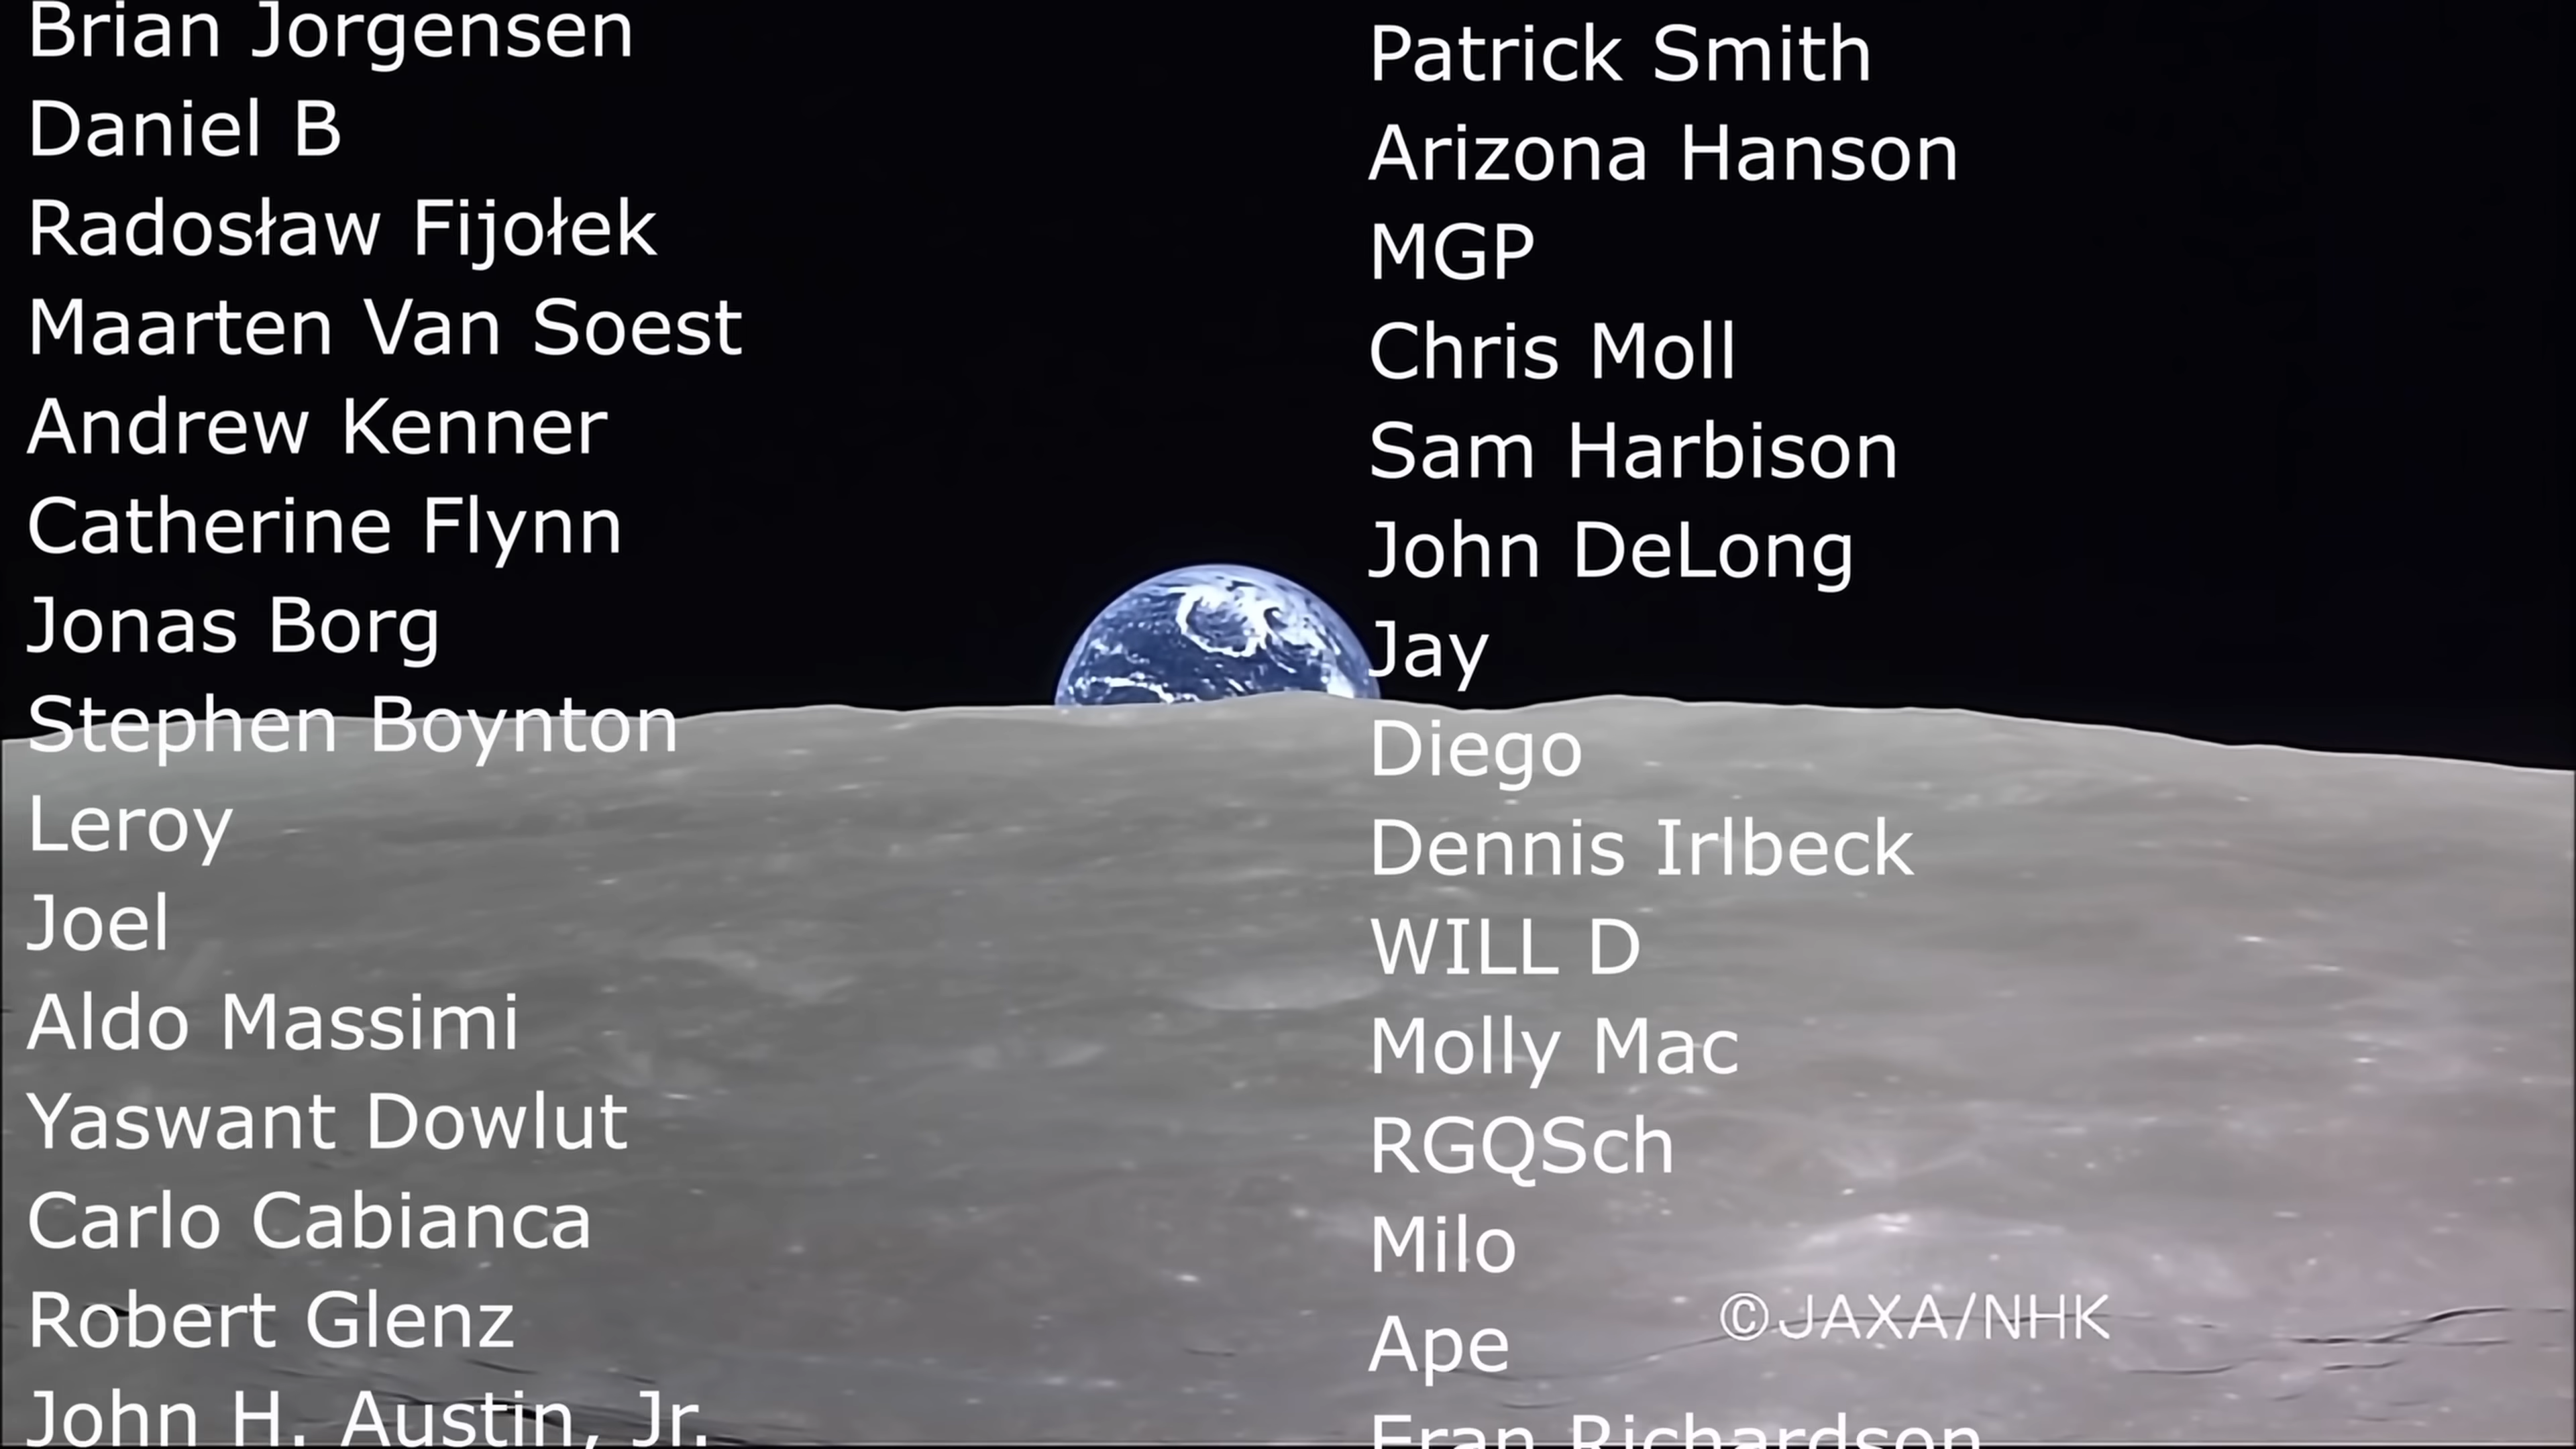 Brian Jorgensen
Daniel B
Radosław Fijołek
Maarten Van Soest
Andrew Kenner
Catherine Flynn
Jonas Borg
Stephen Boynton
Leroy
Joel
Aldo Massimi
Yaswant Dowlut
Carlo Cabianca
Robert Glenz
John H. Austin, Jr.
Patrick Smith
Arizona Hanson
MGP
Chris Moll
Sam Harbison
John DeLong
Jay
Diego
Dennis Irlbeck
WILL D
Molly Mac
RGQSch
Milo
Ape
Fran Richardson
©JAXA/NHK